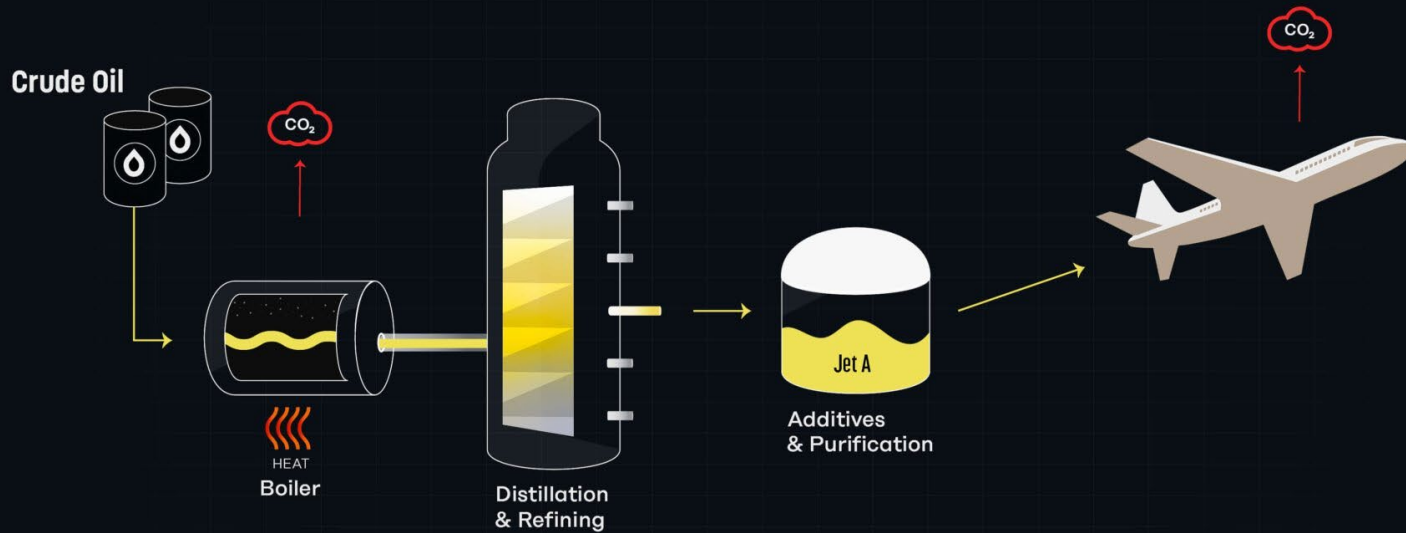 Crude Oil
CO₂
HEAT
Boiler
Distillation
& Refining
Jet A
Additives
& Purification
CO₂